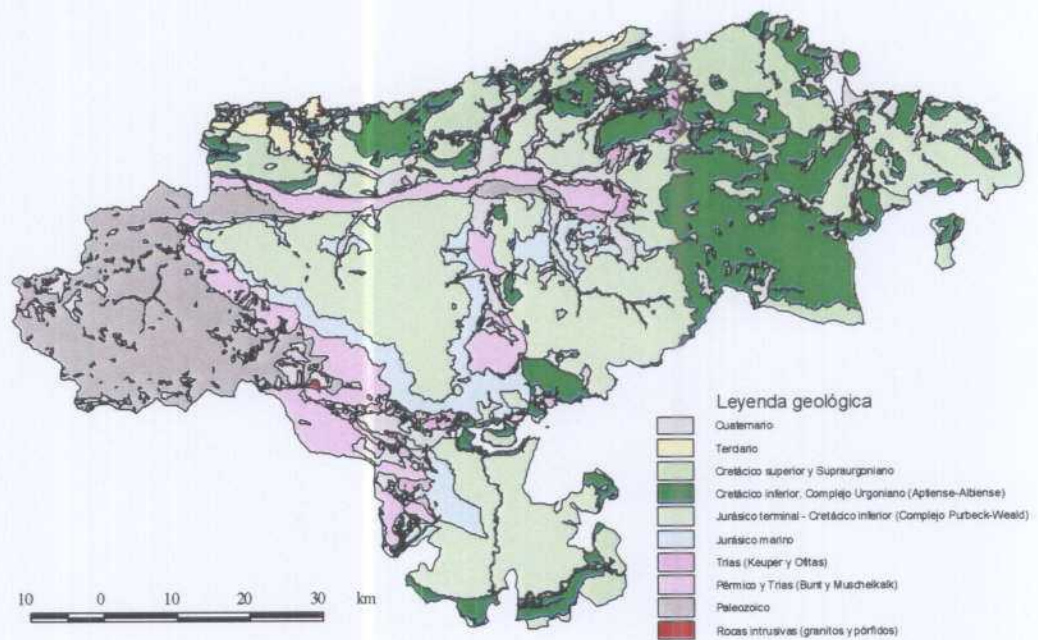 Leyenda geológica
Cuaternario
Terciario
Cretácico superior y Supraurgoniano
Cretácico inferior, Complejo Urgoniano (Aptiense-Albiense)
Jurásico terminal - Cretácico inferior (Complejo Purbeck-Weald)
Jurásico marino
Trias (Keuper y Ofitas)
Pérmico y Trias (Bunt y Muschelkalk)
Paleozoico
Rocas intrusivas (granitos y pórfidos)
10 0 10 20 30 km